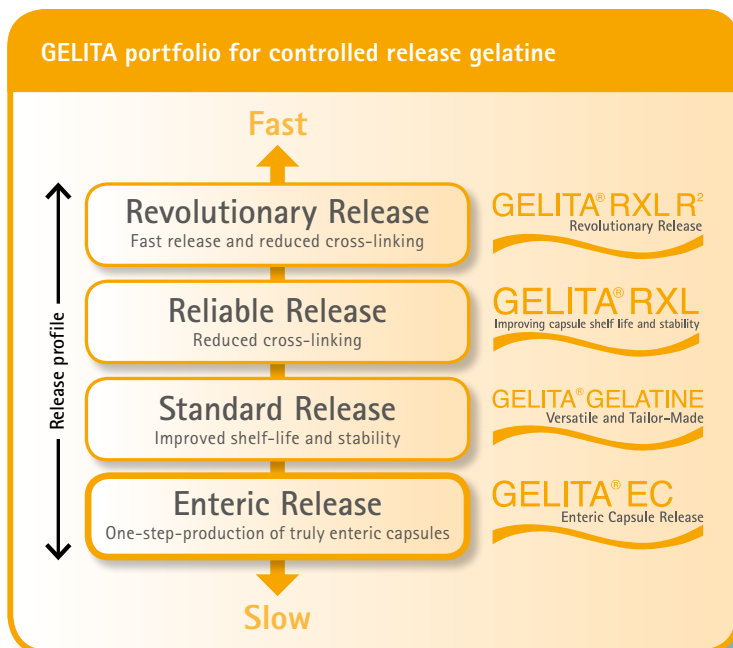 GELITA portfolio for controlled release gelatine
Fast
Release profile
Revolutionary Release
Fast release and reduced cross-linking
GELITA® RXL R²
Revolutionary Release
Reliable Release
Reduced cross-linking
GELITA® RXL
Improving capsule shelf life and stability
Standard Release
Improved shelf-life and stability
GELITA® GELATINE
Versatile and Tailor-Made
Enteric Release
One-step-production of truly enteric capsules
GELITA® EC
Enteric Capsule Release
Slow